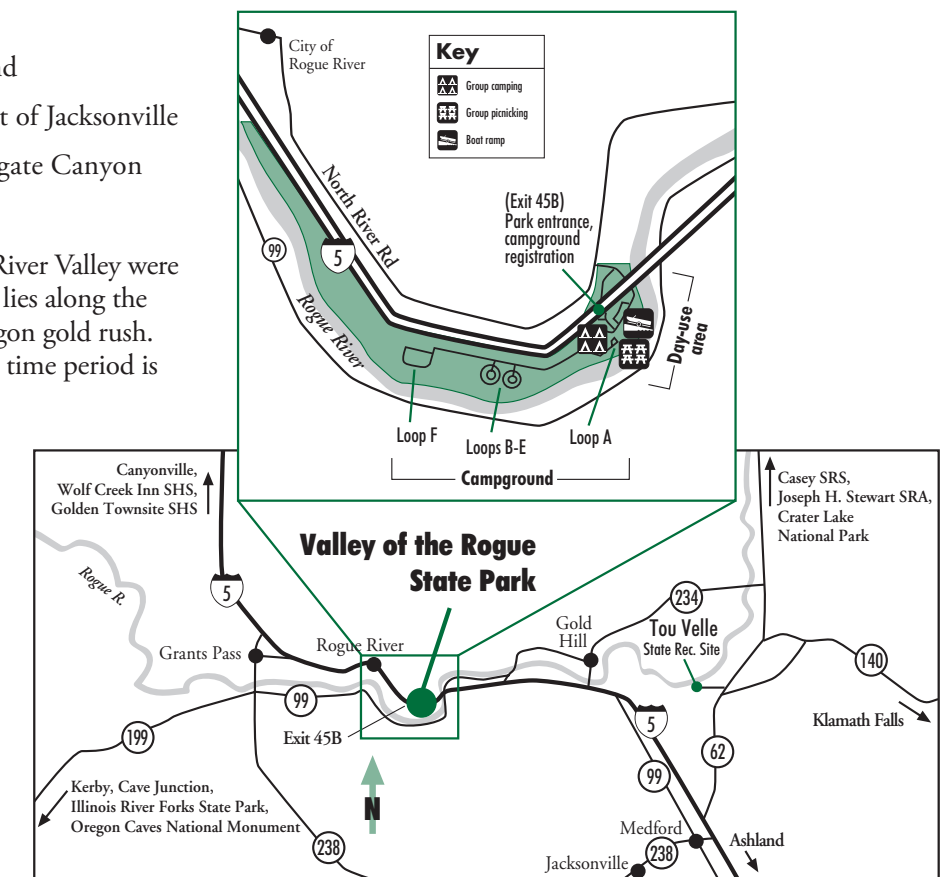 nd
t of Jacksonville
gate Canyon
River Valley were
lies along the
gon gold rush.
time period is
City of
Rogue River
Key
Group camping
Group picnicking
Boat ramp
North River Rd
(Exit 45B)
Park entrance,
campground
registration
99
5
Rogue River
Day-use
area
Loop F
Loops B-E
Loop A
Campground
Canyonville,
Wolf Creek Inn SHS,
Golden Townsite SHS
Casey SRS,
Joseph H. Stewart SRA,
Crater Lake
National Park
Valley of the Rogue
State Park
Rogue R.
5
234
Gold
Hill
Tou Velle
State Rec. Site
Grants Pass
Rogue River
140
99
Exit 45B
Klamath Falls
199
5
62
99
Kerby, Cave Junction,
Illinois River Forks State Park,
Oregon Caves National Monument
N
238
Medford
Ashland
238
Jacksonville